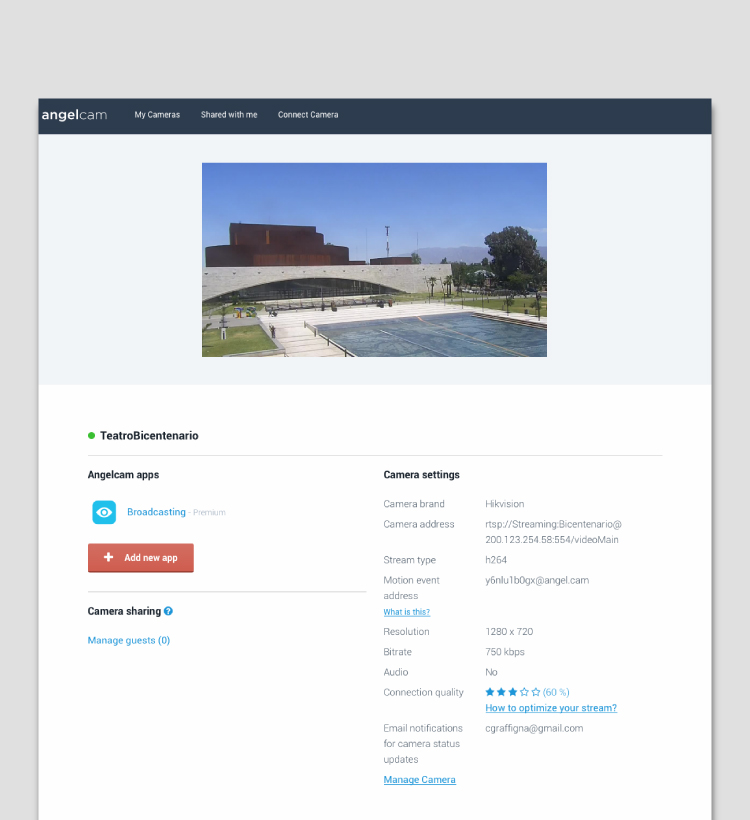 angelcam My Cameras Shared with me Connect Camera
TeatroBicentenario
Angelcam apps
Broadcasting - Premium
Add new app
Camera sharing ?
Manage guests (0)
Camera settings
Camera brand Hikvision
Camera address rtsp://Streaming:Bicentenario@
200.123.254.58:554/videoMain
Stream type h264
Motion event y6nlu1b0gx@angel.cam
address
What is this?
Resolution 1280 x 720
Bitrate 750 kbps
Audio No
Connection quality (60 %)
How to optimize your stream?
Email notifications cgraffigna@gmail.com
for camera status
updates
Manage Camera